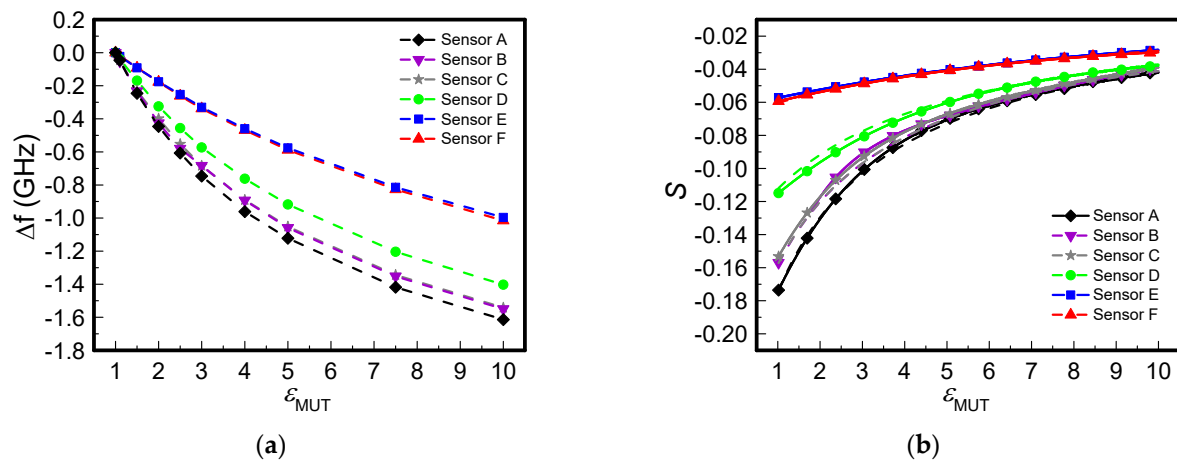 0.2
0.0
-0.2
-0.4
-0.6
-0.8
-1.0
-1.2
-1.4
-1.6
-1.8
Δf (GHz)
Sensor A
Sensor B
Sensor C
Sensor D
Sensor E
Sensor F
1 2 3 4 5 6 7 8 9 10
εMUT
(a)
-0.02
-0.04
-0.06
-0.08
-0.10
-0.12
-0.14
-0.16
-0.18
-0.20
S
Sensor A
Sensor B
Sensor C
Sensor D
Sensor E
Sensor F
1 2 3 4 5 6 7 8 9 10
εMUT
(b)